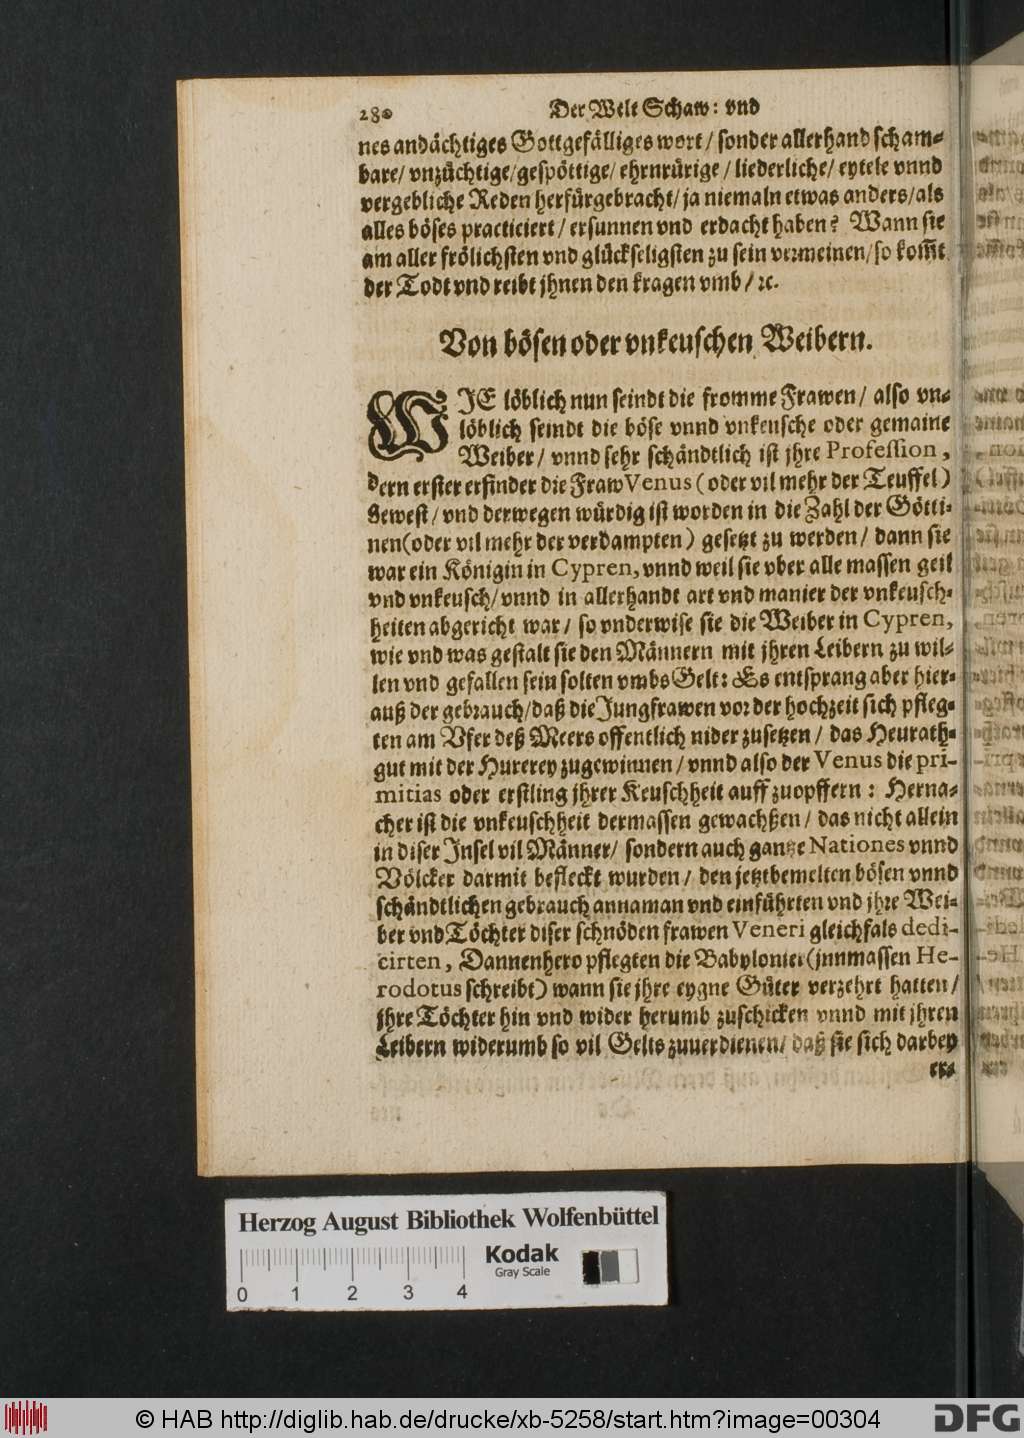 280 Der Welt Schaw: vnd
nes andächtiges Gottgefälliges wort / sonder allerhand scham-
bare/ vnzüchtige/gespöttige/ ehrnrürige / liederliche/ eytele vnnd
vergebliche Reden herfürgebracht/ ja niemaln etwas anders/als
alles böses practiciert / ersunnen vnd erdacht haben? Wann sie
am aller frölichsten vnd glückseligsten zu sein vermeinen/so kom̄t
der Todt vnd reibt jhnen den kragen vmb / ꝛc.
Von bösen oder vnkeuschen Weibern.
WJE löblich nun seindt die fromme Frawen / also vn-
löblich seindt die böse vnnd vnkeusche oder gemaine
Weiber / vnnd sehr schändtlich ist jhre Profession,
dern erster erfinder die Fraw Venus ( oder vil mehr der Teuffel )
Gewest / vnd derwegen würdig ist worden in die Zahl der Götti-
nen(oder vil mehr der verdampten ) gesetzt zu werden / dann sie
war ein Königin in Cypren, vnnd weil sie vber alle massen geil
vnd vnkeusch/ vnnd in allerhandt art vnd manier der vnkeusch-
heiten abgericht war / so vnderwise sie die Weiber in Cypren,
wie vnd was gestalt sie den Männern mit jhren Leibern zu wil-
len vnd gefallen sein solten vmbs Gelt: Es entsprang aber hier-
auß der gebrauch/daß die Jungfrawen vor der hochzeit sich pfleg-
ten am Vfer deß Meers offentlich nider zusetzen / das Heurath-
gut mit der Hurerey zugewinnen / vnnd also der Venus die pri-
mitias oder erstling jhrer Keuschheit auff zuopffern : Herna-
cher ist die vnkeuschheit dermassen gewachßen / das nicht allein
in diser Jnsel vil Männer/ sondern auch gantze Nationes vnnd
Völcker darmit befleckt wurden / den jetztbemelten bösen vnnd
schändtlichen gebrauch annaman vnd einführten vnd jhre Wei-
ber vnd Töchter diser schnöden frawen Veneri gleichfals dedi-
cirten, Dannenhero pflegten die Babylonier (jnnmassen He-
rodotus schreibt) wann sie jhre eygne Güter verzehrt hatten /
jhre Töchter hin vnd wider herumb zuschicken vnnd mit jhren
Leibern widerumb so vil Gelts zuuerdienen/ daß sie sich darbey
er-
Herzog August Bibliothek Wolfenbüttel
Kodak
Gray Scale
0 1 2 3 4
© HAB http://diglib.hab.de/drucke/xb-5258/start.htm?image=00304
DFG